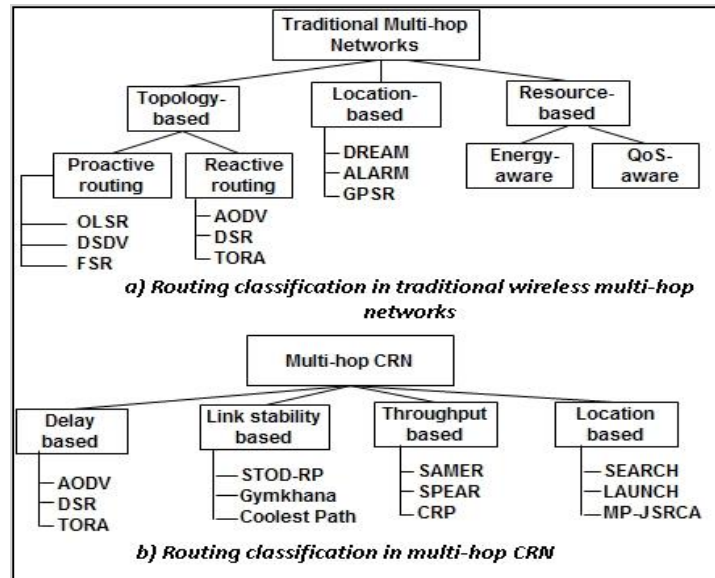 Traditional Multi-hop
Networks
Topology-
based
Location-
based
Resource-
based
Proactive
routing
Reactive
routing
DREAM
ALARM
GPSR
Energy-
aware
QoS-
aware
OLSR
DSDV
FSR
AODV
DSR
TORA
a) Routing classification in traditional wireless multi-hop
networks
Multi-hop CRN
Delay
based
Link stability
based
Throughput
based
Location
based
AODV
DSR
TORA
STOD-RP
Gymkhana
Coolest Path
SAMER
SPEAR
CRP
SEARCH
LAUNCH
MP-JSRCA
b) Routing classification in multi-hop CRN